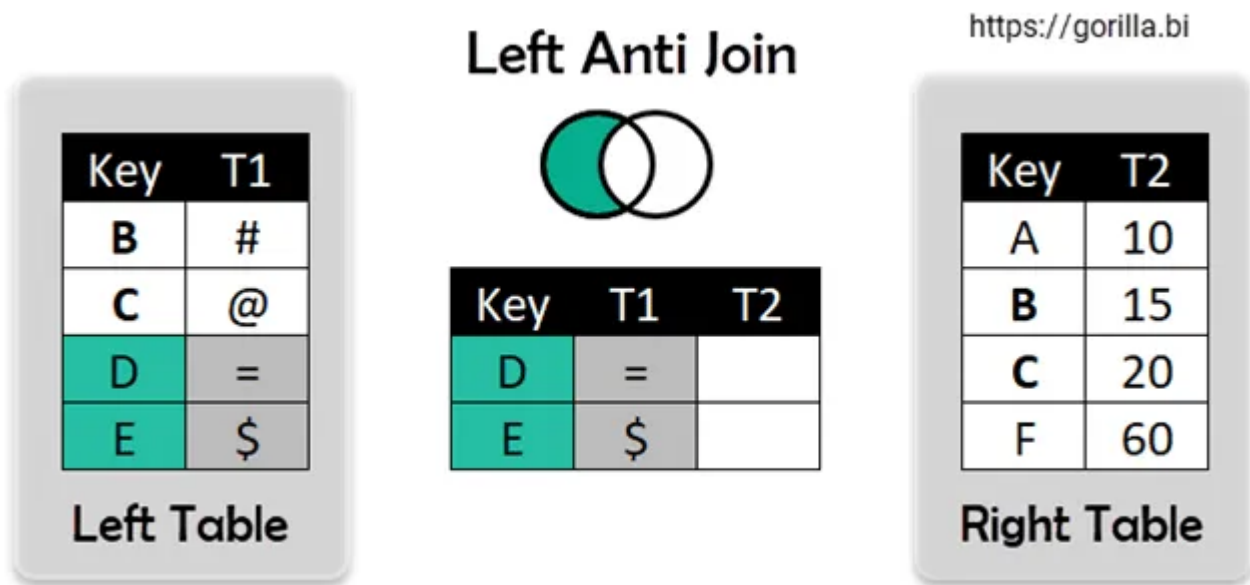 https://gorilla.bi
Left Anti Join
Key T1
B #
C @
D =
E $
Left Table
Key T1 T2
D =
E $
Key T2
A 10
B 15
C 20
F 60
Right Table